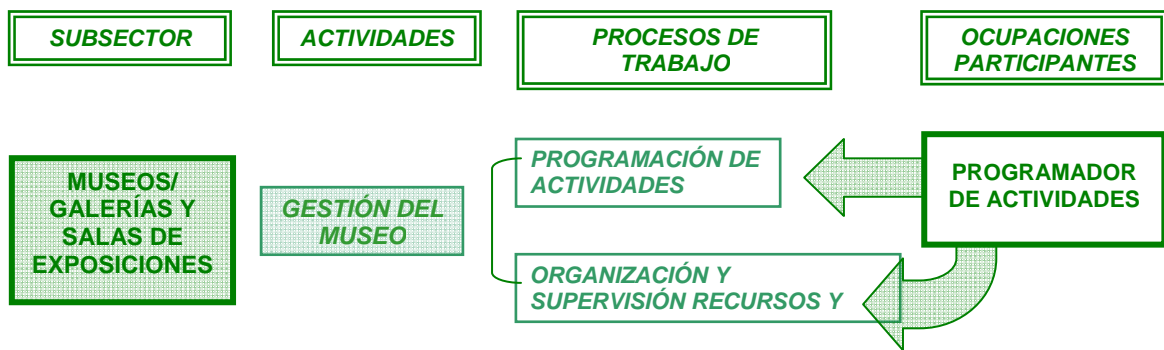 SUBSECTOR
ACTIVIDADES
PROCESOS DE
TRABAJO
OCUPACIONES
PARTICIPANTES
MUSEOS/
GALERÍAS Y
SALAS DE
EXPOSICIONES
GESTIÓN DEL
MUSEO
PROGRAMACIÓN DE
ACTIVIDADES
ORGANIZACIÓN Y
SUPERVISIÓN RECURSOS Y
PROGRAMADOR
DE ACTIVIDADES